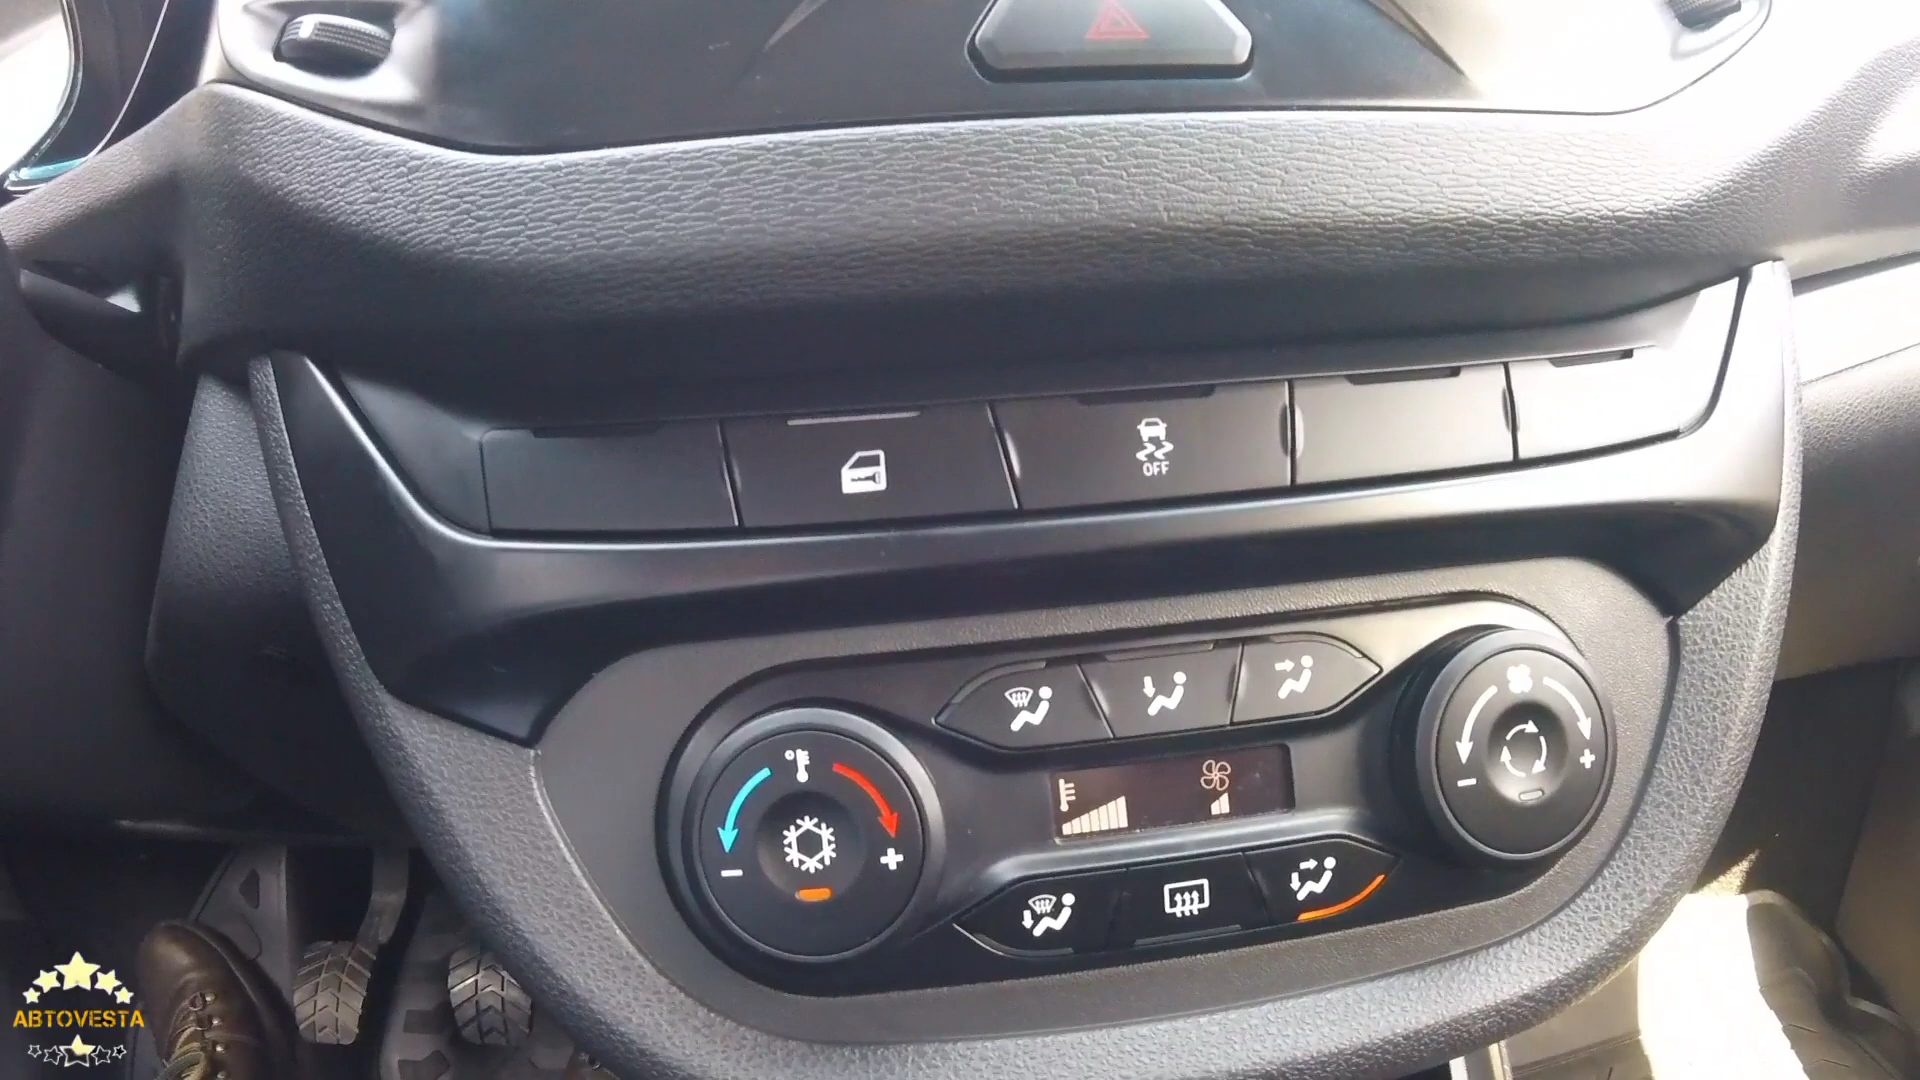 OFF
- +
- +
ABTOVESTA